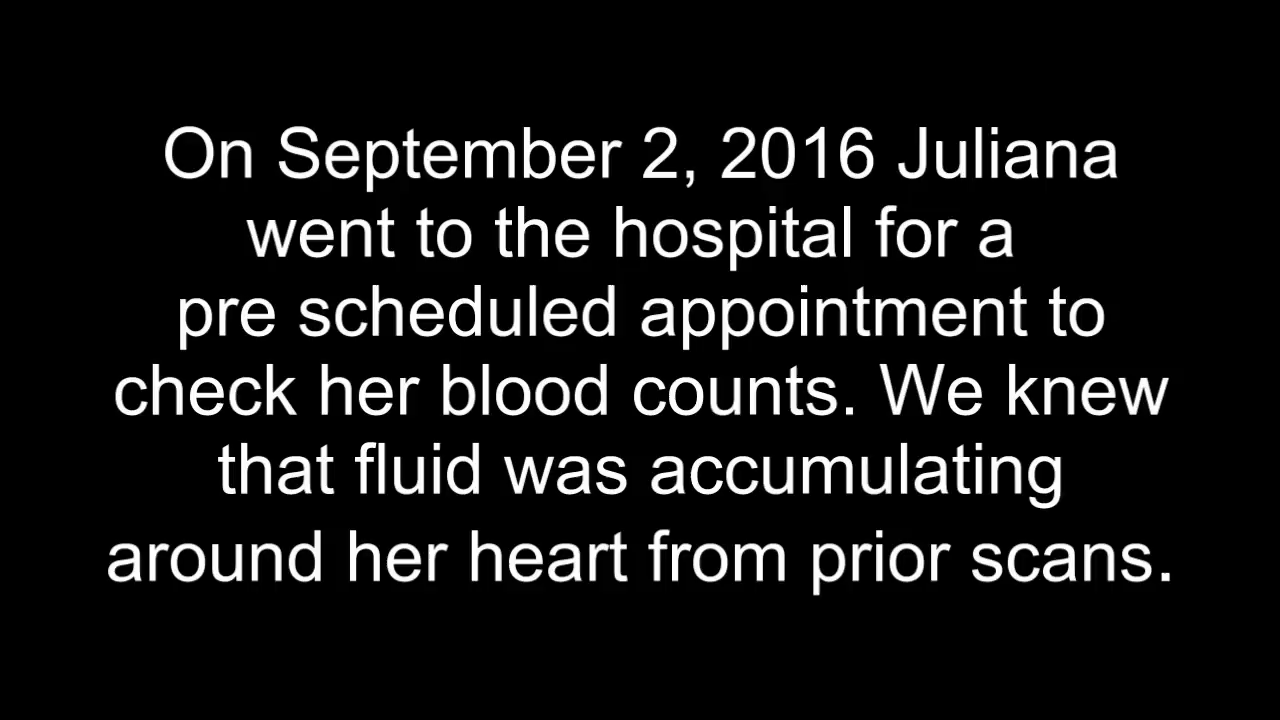 On September 2, 2016 Juliana
went to the hospital for a
pre scheduled appointment to
check her blood counts. We knew
that fluid was accumulating
around her heart from prior scans.